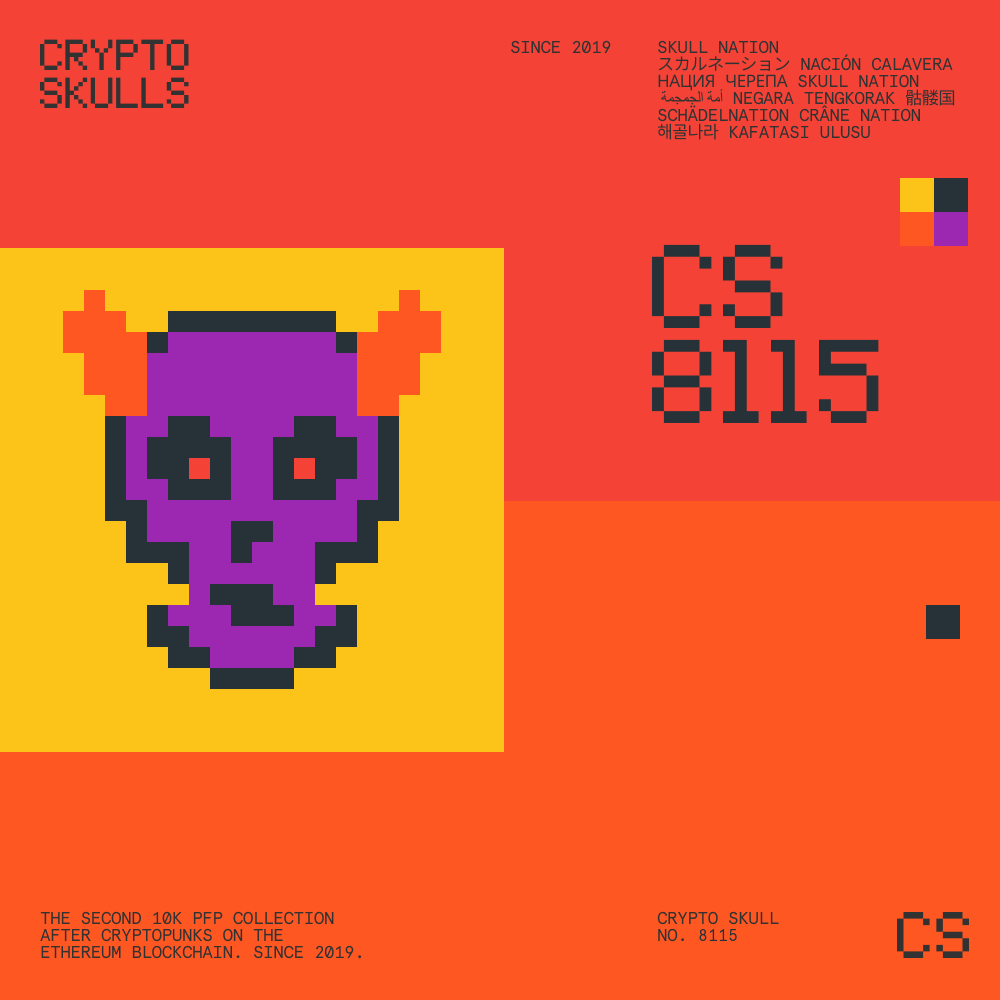 CRYPTO
SKULLS
SINCE 2019
SKULL NATION
スカルネーション NACIÓN CALAVERA
НАЦИЯ ЧЕРЕПА SKULL NATION
أمة الجمجمة NEGARA TENGKORAK 骷髅国
SCHÄDELNATION CRÂNE NATION
해골나라 KAFATASI ULUSU
CS
8115
THE SECOND 10K PFP COLLECTION
AFTER CRYPTOPUNKS ON THE
ETHEREUM BLOCKCHAIN. SINCE 2019.
CRYPTO SKULL
NO. 8115
CS